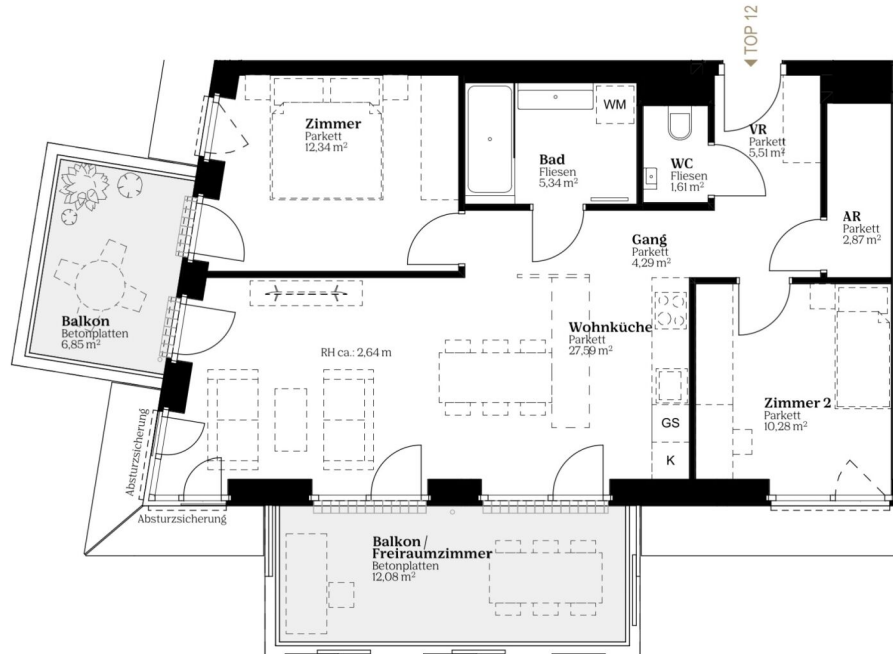 TOP 12
Zimmer
Parkett
12,34 m²
WM
Bad
Fliesen
5,34 m²
WC
Fliesen
1,61 m²
VR
Parkett
5,51 m²
AR
Parkett
2,87 m²
Gang
Parkett
4,29 m²
Balkon
Betonplatten
6,85 m²
RH ca.: 2,64 m
Wohnküche
Parkett
27,59 m²
Zimmer 2
Parkett
10,28 m²
GS
K
Absturzsicherung
Absturzsicherung
Balkon/
Freiraumzimmer
Betonplatten
12,08 m²